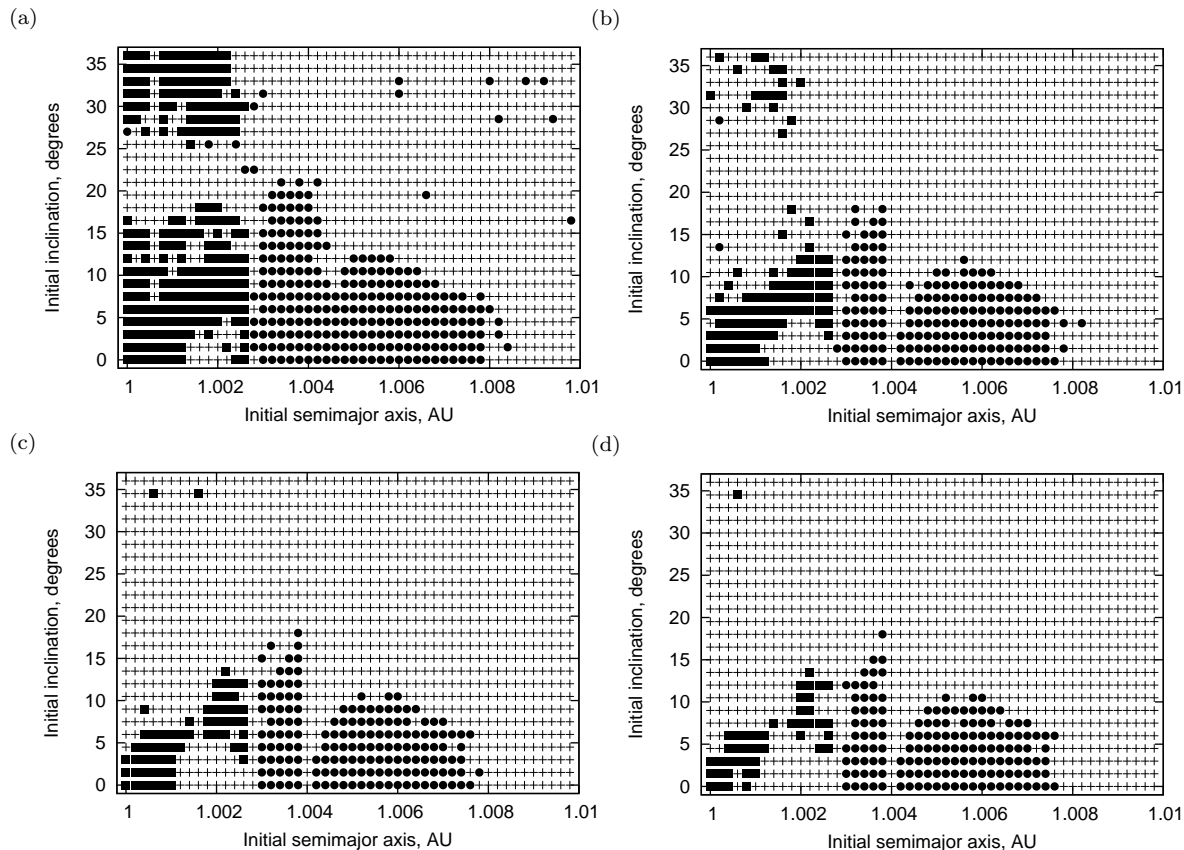 (a)
35
30
25
20
15
10
5
0
Initial inclination, degrees
1 1.002 1.004 1.006 1.008 1.01
Initial semimajor axis, AU
(b)
35
30
25
20
15
10
5
0
Initial inclination, degrees
1 1.002 1.004 1.006 1.008 1.01
Initial semimajor axis, AU
(c)
35
30
25
20
15
10
5
0
Initial inclination, degrees
1 1.002 1.004 1.006 1.008 1.01
Initial semimajor axis, AU
(d)
35
30
25
20
15
10
5
0
Initial inclination, degrees
1 1.002 1.004 1.006 1.008 1.01
Initial semimajor axis, AU